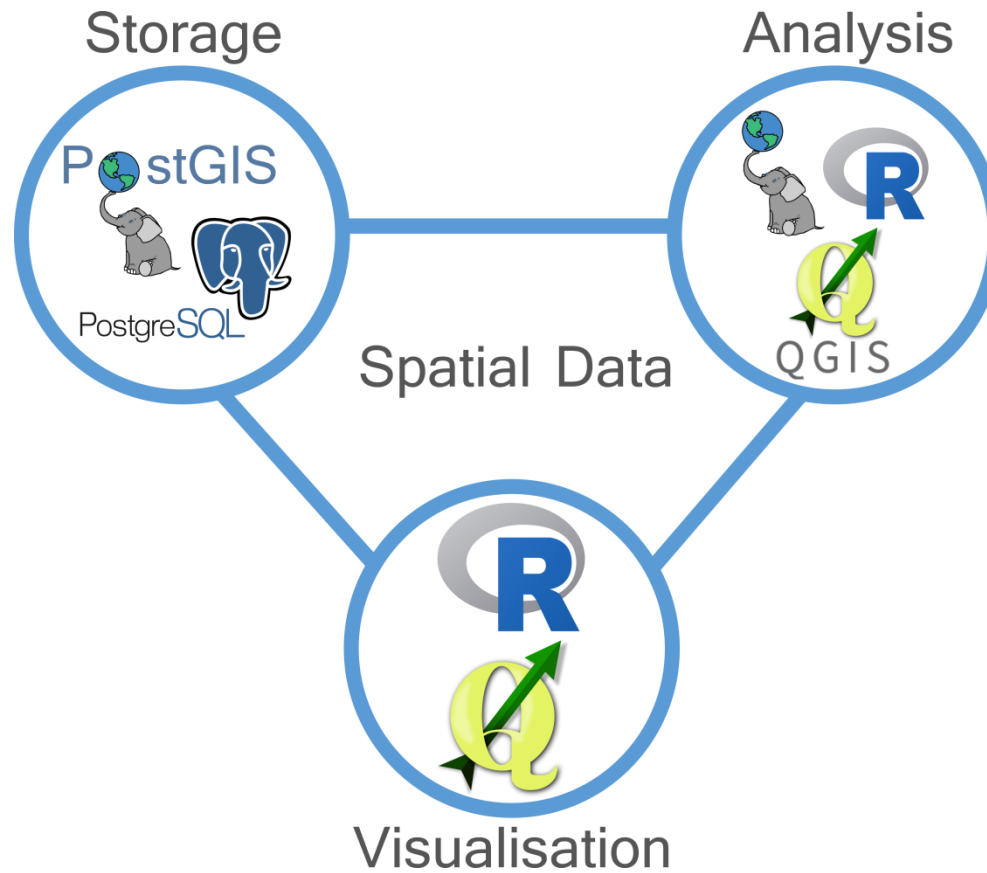 Storage
Analysis
PostGIS
PostgreSQL
R
Q
QGIS
Spatial Data
R
Q
Visualisation